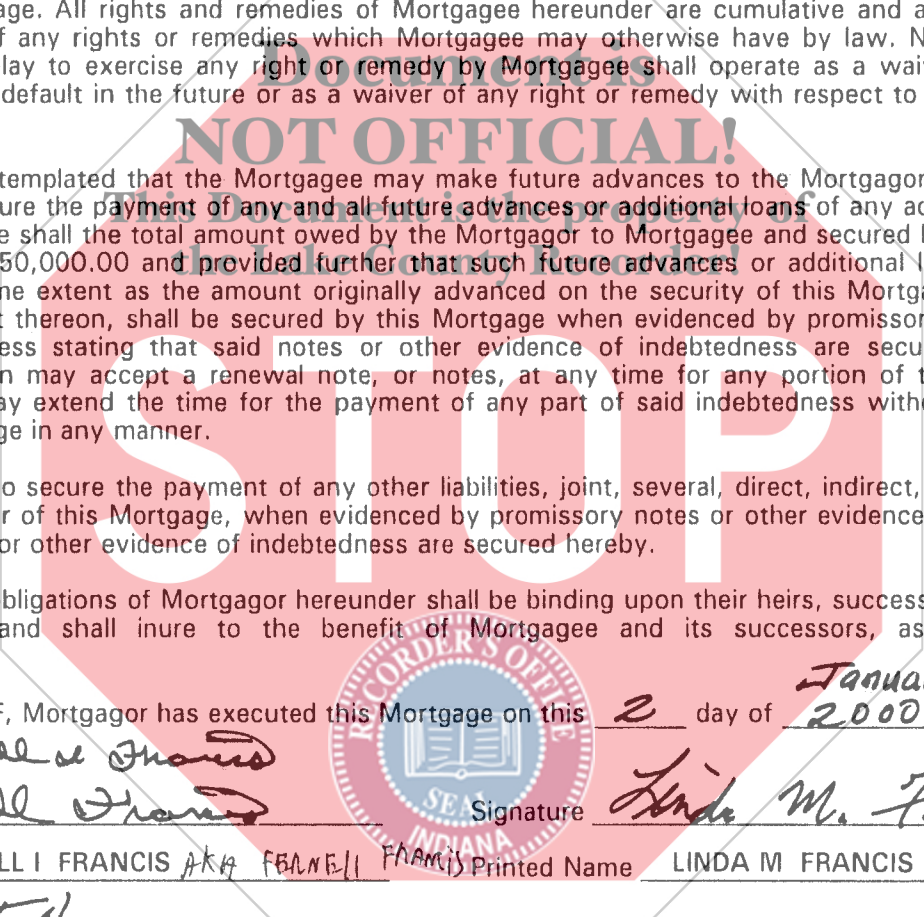 age. All rights and remedies of Mortgagee hereunder are cumulative and a
f any rights or remedies which Mortgagee may otherwise have by law. N
lay to exercise any right or remedy by Mortgagee shall operate as a wai
default in the future or as a waiver of any right or remedy with respect to
Document is
NOT OFFICIAL!
This Document is the property of
the Lake County Recorder!
templated that the Mortgagee may make future advances to the Mortgagor
ure the payment of any and all future advances or additional loans of any ad
e shall the total amount owed by the Mortgagor to Mortgagee and secured
50,000.00 and provided further that such future advances or additional l
ne extent as the amount originally advanced on the security of this Mortga
t thereon, shall be secured by this Mortgage when evidenced by promissor
ess stating that said notes or other evidence of indebtedness are secu
n may accept a renewal note, or notes, at any time for any portion of t
ay extend the time for the payment of any part of said indebtedness with
ge in any manner.
STOP
o secure the payment of any other liabilities, joint, several, direct, indirect,
r of this Mortgage, when evidenced by promissory notes or other evidence
or other evidence of indebtedness are secured hereby.
bligations of Mortgagor hereunder shall be binding upon their heirs, success
and shall inure to the benefit of Mortgagee and its successors, as
RECORDER'S OFFICE
SEAL
INDIANA
Janua
F, Mortgagor has executed this Mortgage on this 2 day of 2000
Francis
Francis Signature Linda M. F
LL I FRANCIS AKA FERNELL FRANCIS Printed Name LINDA M FRANCIS